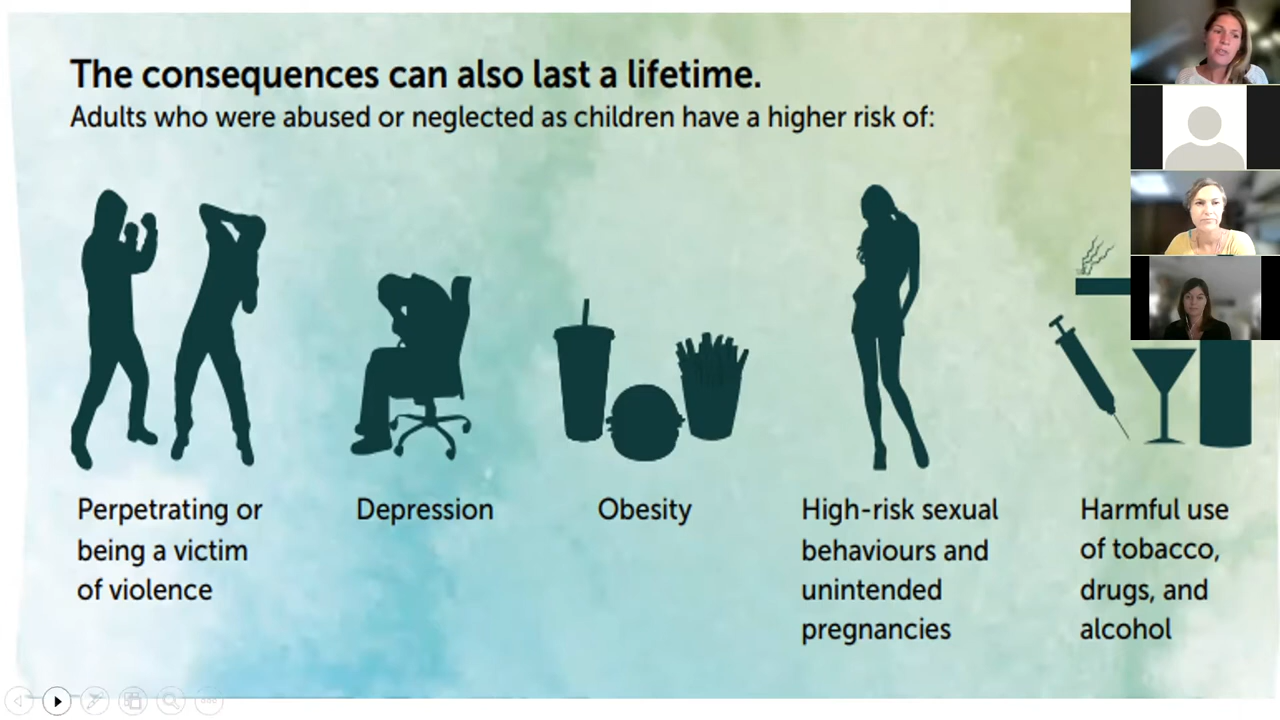 The consequences can also last a lifetime.
Adults who were abused or neglected as children have a higher risk of:
Perpetrating or
being a victim
of violence
Depression
Obesity
High-risk sexual
behaviours and
unintended
pregnancies
Harmful use
of tobacco,
drugs, and
alcohol